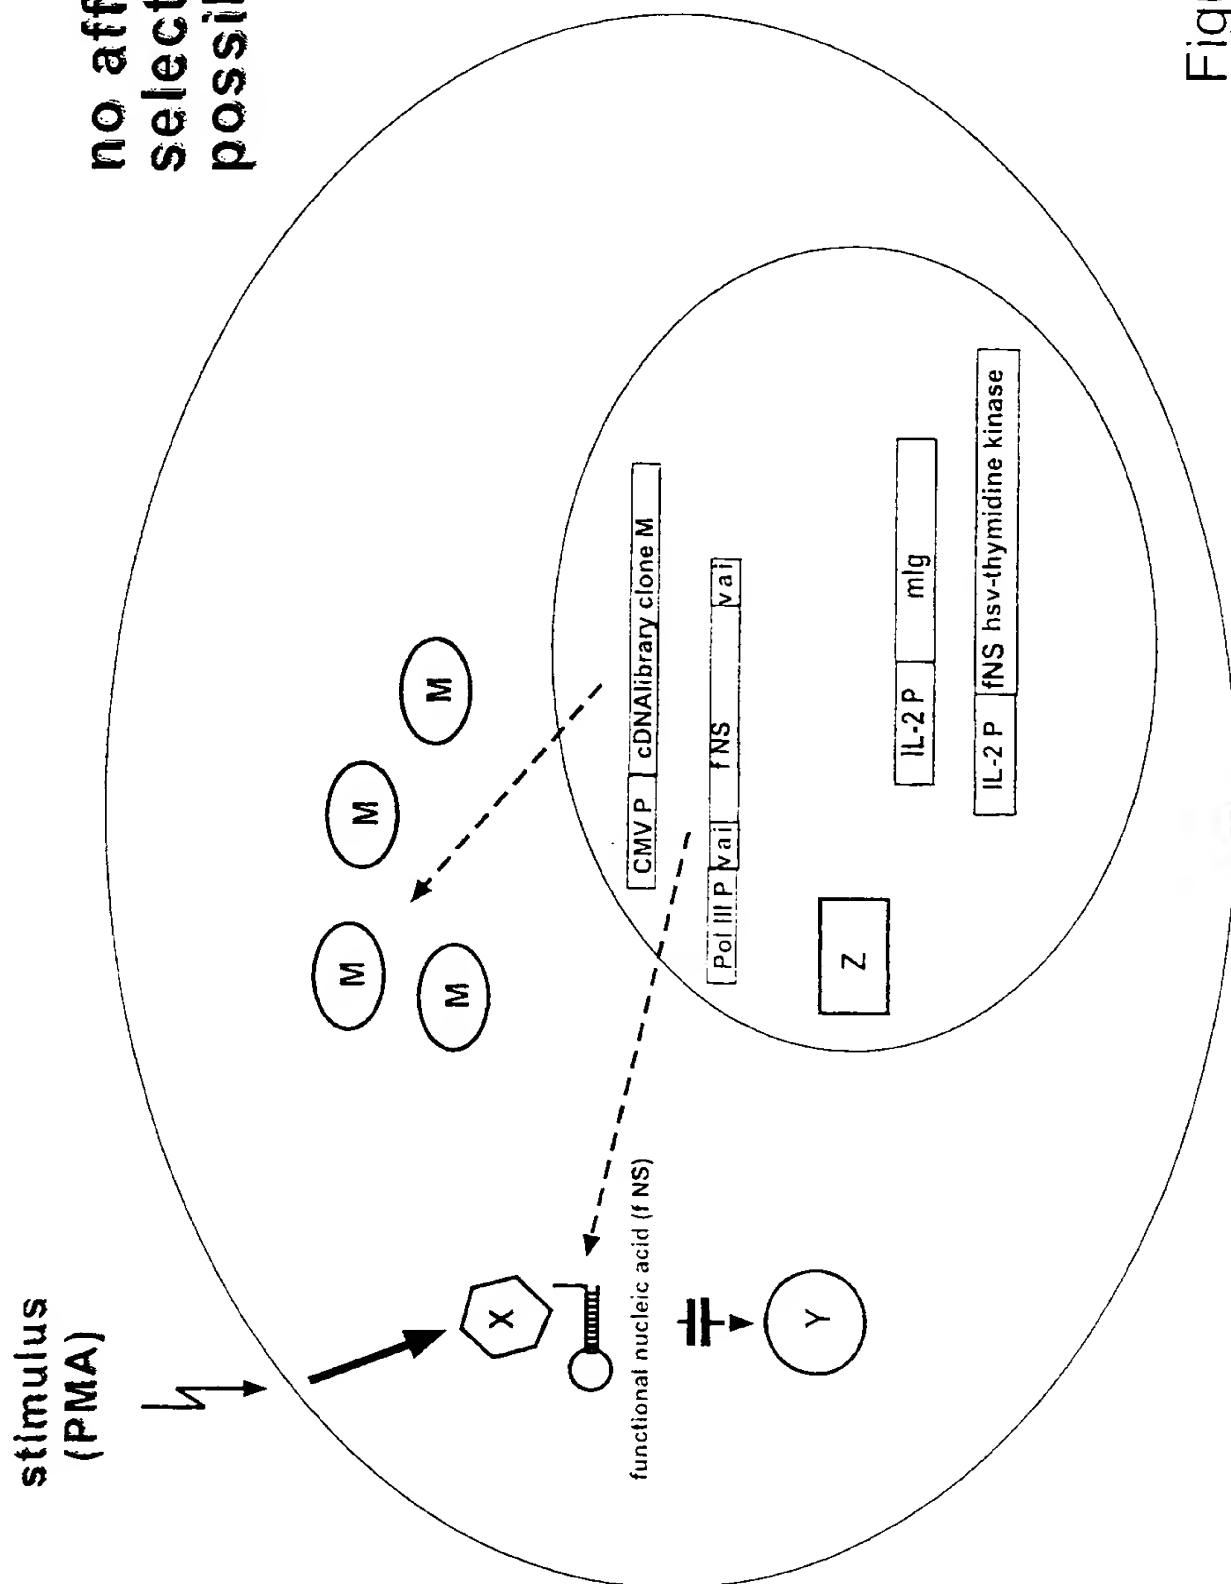 stimulus
(PMA)
no
X
functional nucleic acid (f NS)
Y
M
M
M
M
CMV P cDNAlibrary clone M
Pol III P vai f NS vai
Z
IL-2 P mIg
IL-2 P fNS hsv-thymidine kinase